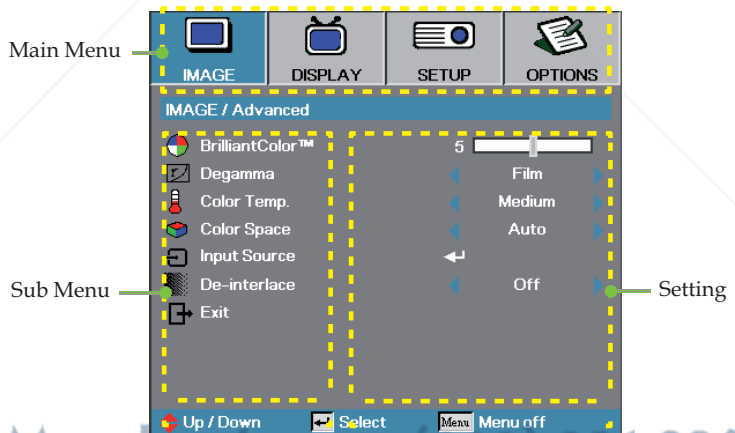 Main Menu
IMAGE DISPLAY SETUP OPTIONS
IMAGE / Advanced
BrilliantColor™ 5
Degamma Film
Color Temp. Medium
Color Space Auto
Input Source
Sub Menu De-interlace Off Setting
Exit
Up / Down Select Menu Menu off